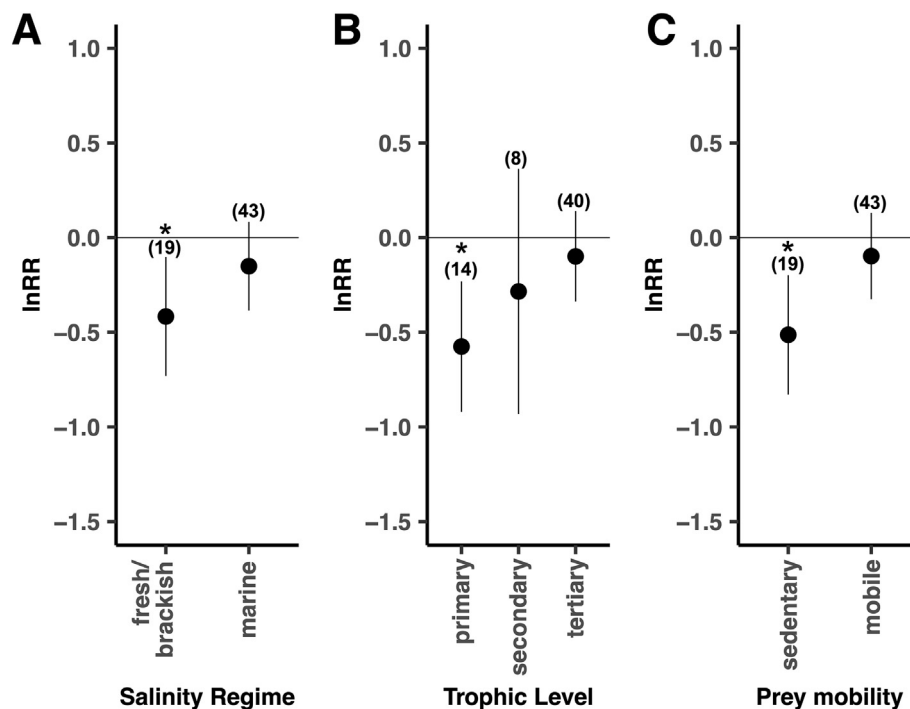 A
1.0
0.5
0.0
−0.5
−1.0
−1.5
lnRR
*
(19)
(43)
fresh/
brackish
marine
Salinity Regime
B
1.0
0.5
0.0
−0.5
−1.0
−1.5
lnRR
*
(14)
(8)
(40)
primary
secondary
tertiary
Trophic Level
C
1.0
0.5
0.0
−0.5
−1.0
−1.5
lnRR
*
(19)
(43)
sedentary
mobile
Prey mobility